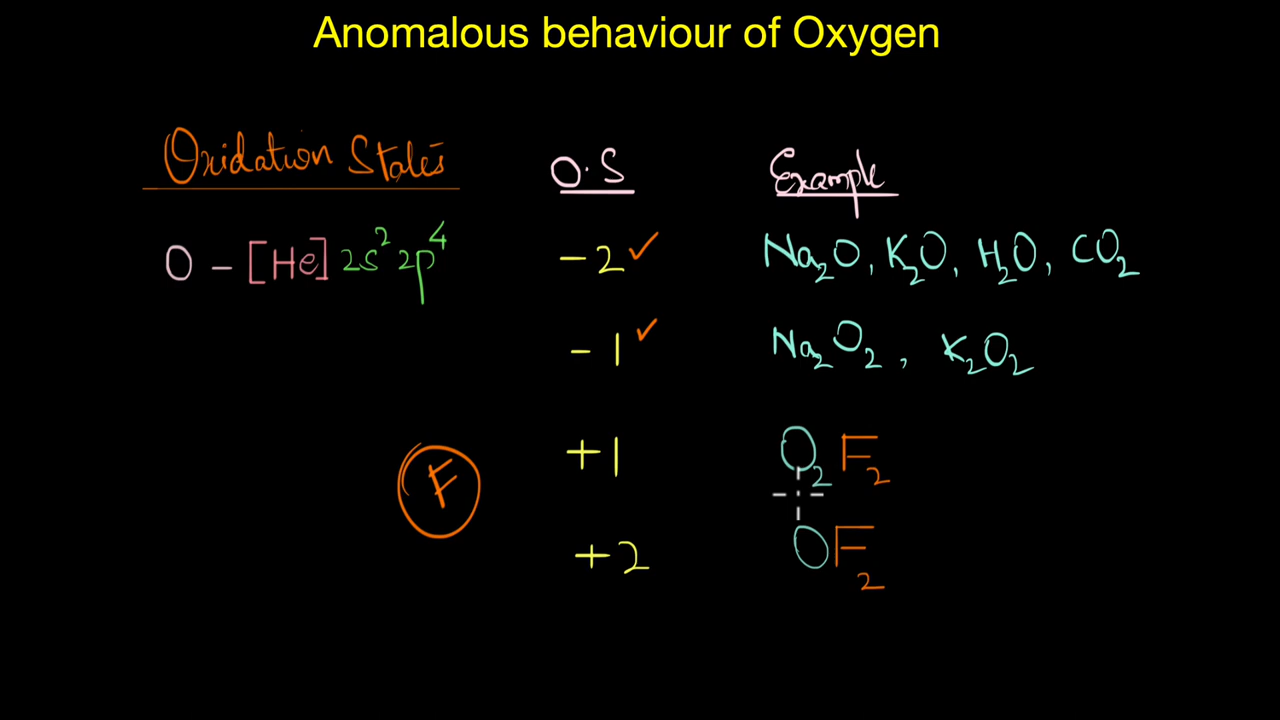 Anomalous behaviour of Oxygen
Oxidation States O.S Example
O – [He] 2s² 2p⁴ – 2 ✓ Na₂O, K₂O, H₂O, CO₂
– 1 ✓ Na₂O₂, K₂O₂
F + 1 O₂F₂
+ 2 OF₂